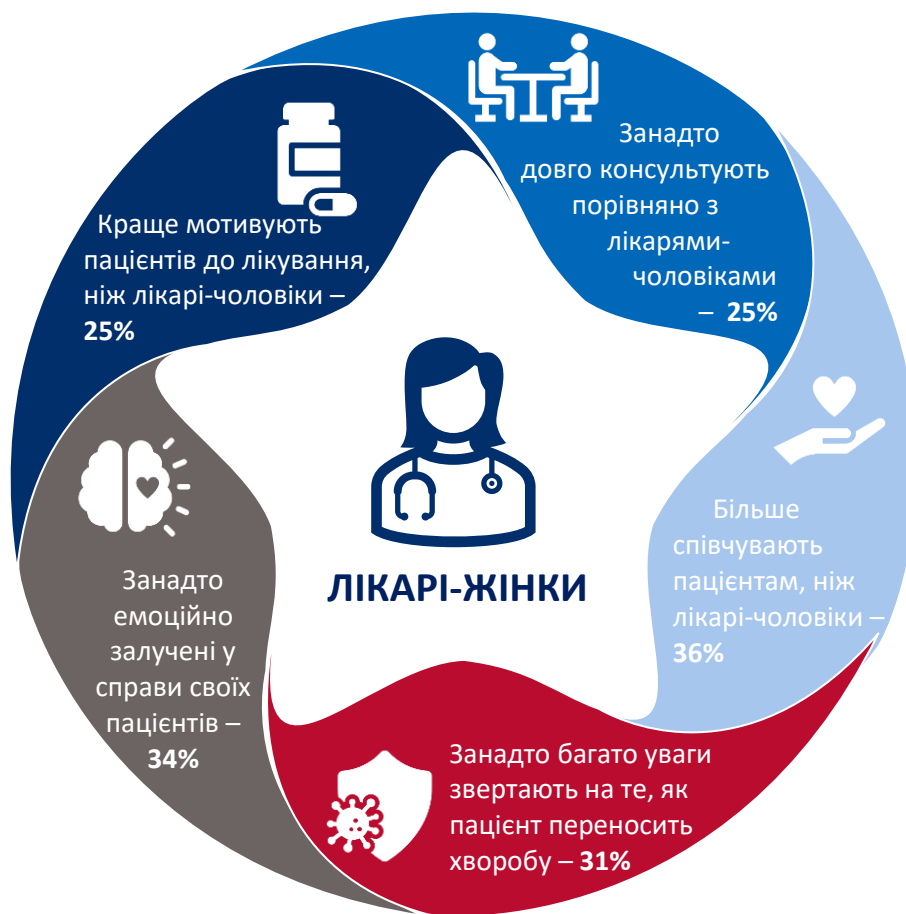 Занадто
довго консультують
порівняно з
лікарями-
чоловіками
– 25%
Краще мотивують
пацієнтів до лікування,
ніж лікарі-чоловіки –
25%
Більше
співчувають
пацієнтам, ніж
лікарі-чоловіки –
36%
ЛІКАРІ-ЖІНКИ
Занадто
емоційно
залучені у
справи своїх
пацієнтів –
34%
Занадто багато уваги
звертають на те, як
пацієнт переносить
хворобу – 31%